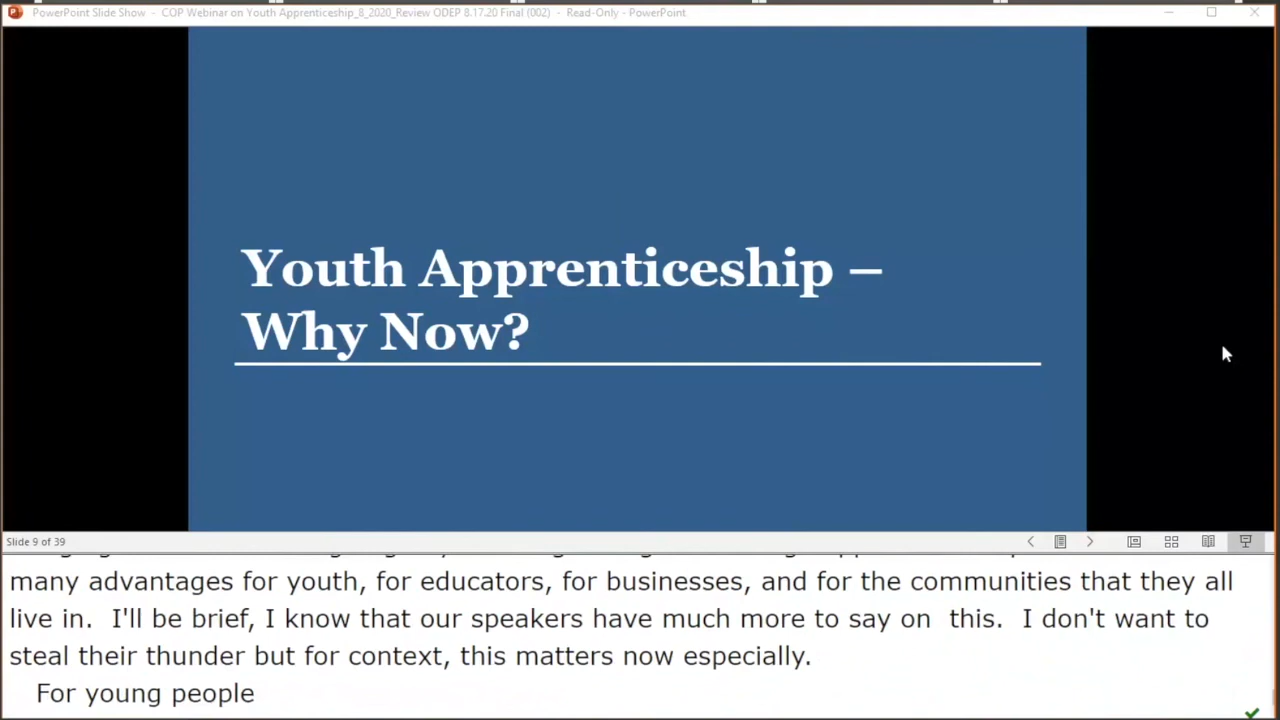 PowerPoint Slide Show - COP Webinar on Youth Apprenticeship_8_2020_Review ODEP 8.17.20 Final (002) - Read-Only - PowerPoint
Youth Apprenticeship –
Why Now?
Slide 9 of 39
many advantages for youth, for educators, for businesses, and for the communities that they all
live in.  I'll be brief, I know that our speakers have much more to say on  this.  I don't want to
steal their thunder but for context, this matters now especially.
For young people